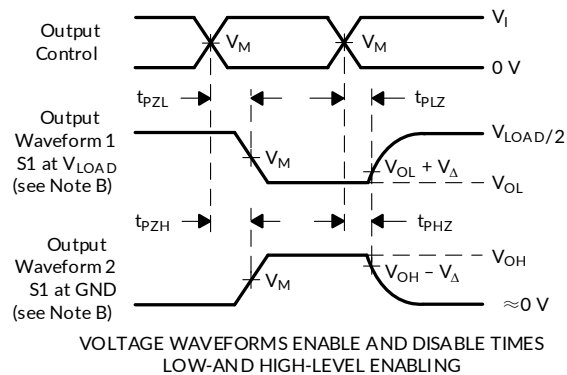 Output
Control
V_M
V_M
V_I
0 V
t_PZL
t_PLZ
Output
Waveform 1
S1 at V_LOAD
(see Note B)
V_M
V_LOAD/2
V_OL + V_Δ
V_OL
t_PZH
t_PHZ
Output
Waveform 2
S1 at GND
(see Note B)
V_M
V_OH
V_OH – V_Δ
≈0 V
VOLTAGE WAVEFORMS ENABLE AND DISABLE TIMES
LOW-AND HIGH-LEVEL ENABLING